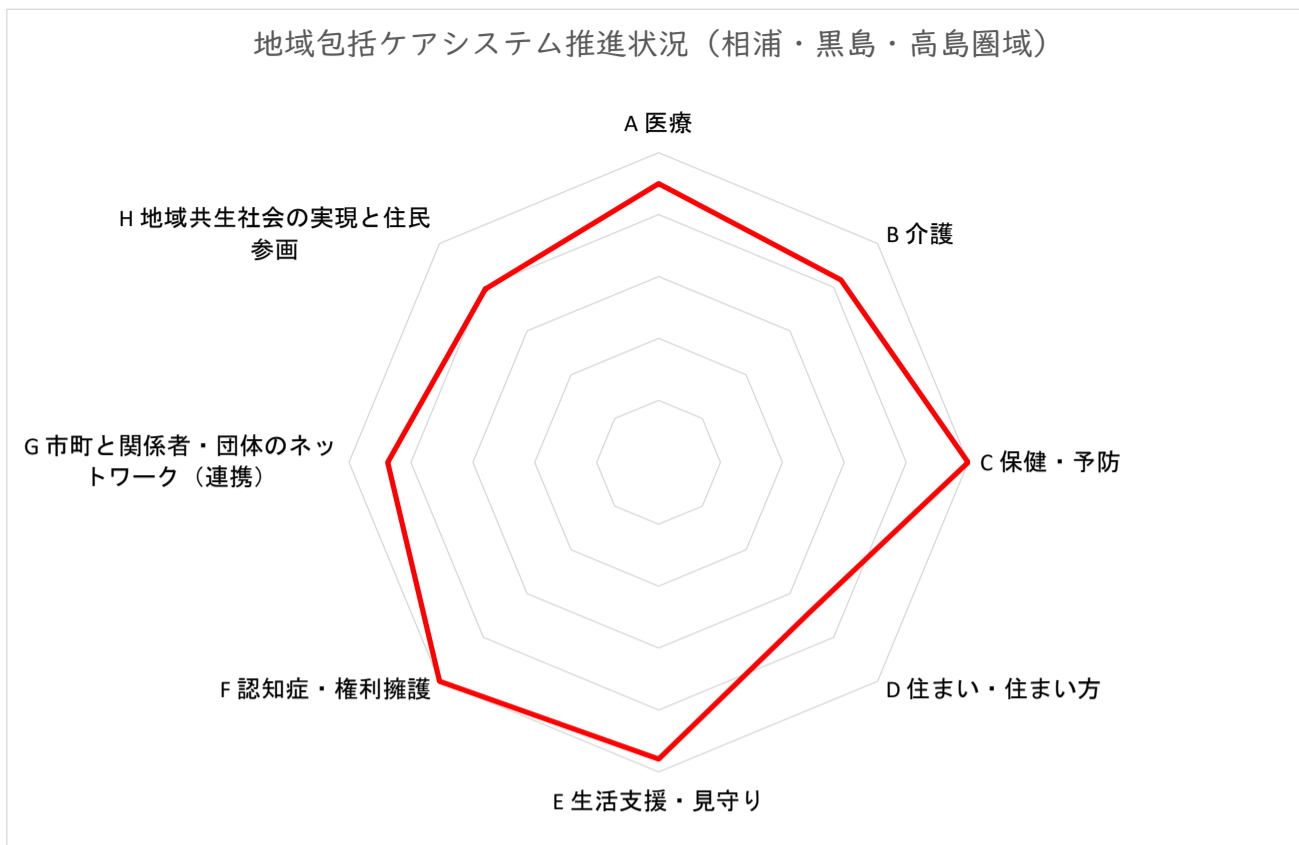 地域包括ケアシステム推進状況（相浦・黒島・高島圏域）
A 医療
B 介護
C 保健・予防
D 住まい・住まい方
E 生活支援・見守り
F 認知症・権利擁護
G 市町と関係者・団体のネッ
トワーク（連携）
H 地域共生社会の実現と住民
参画